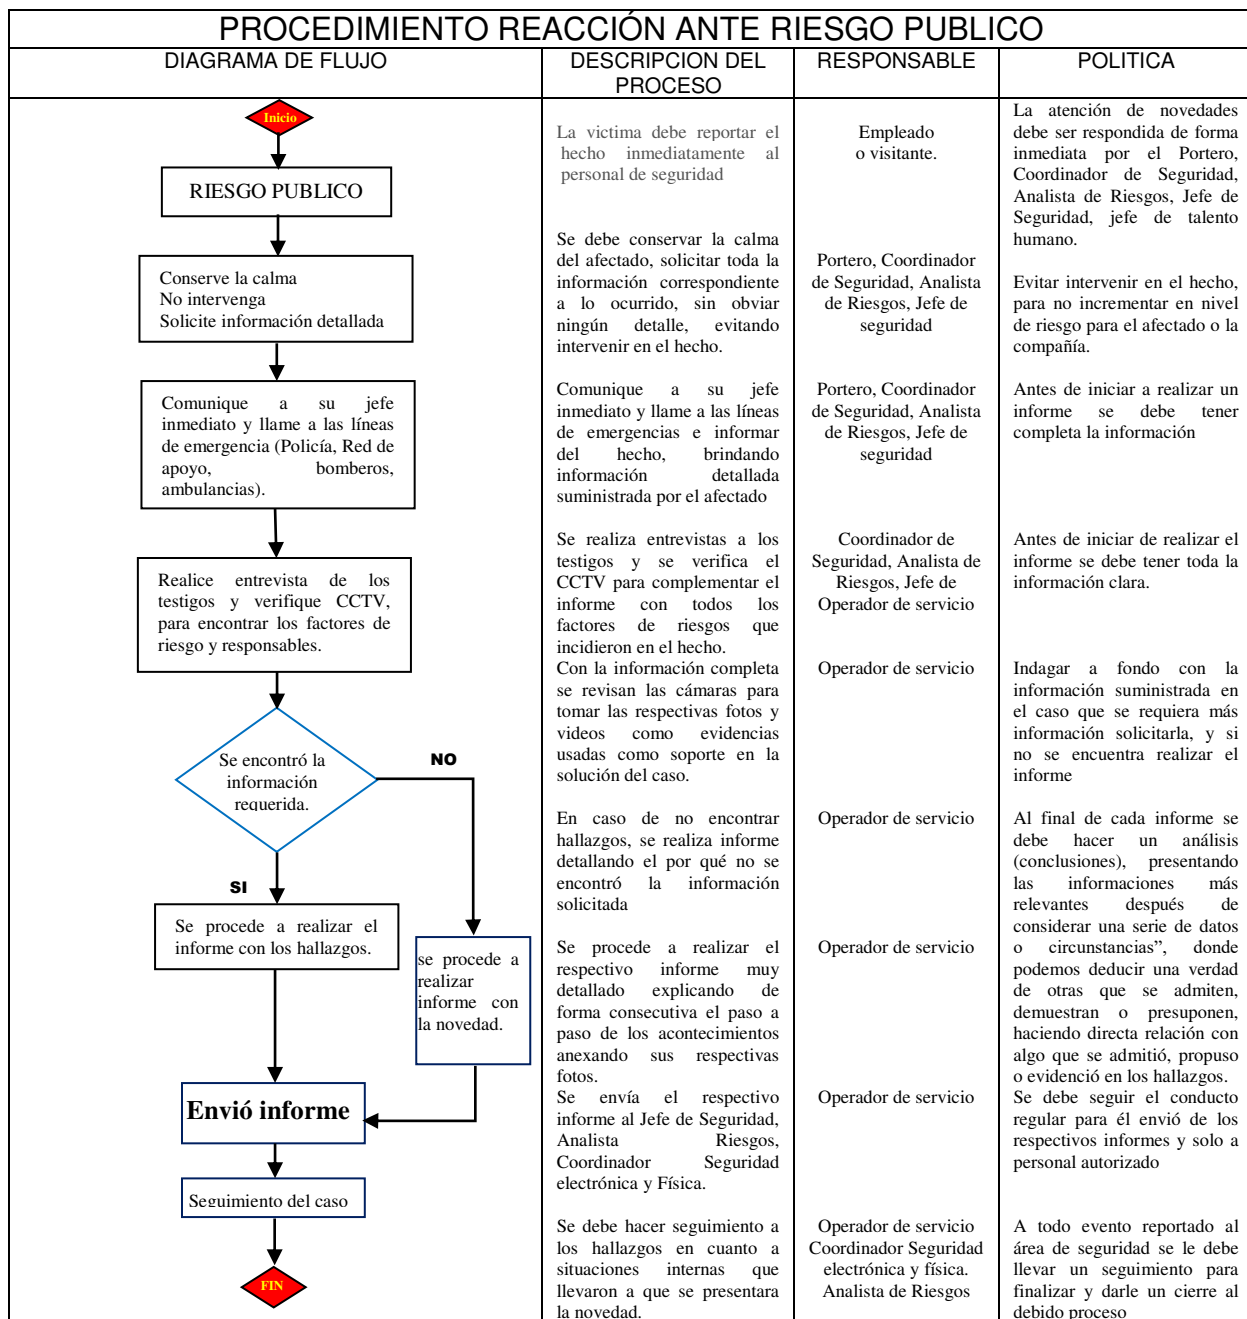 PROCEDIMIENTO REACCIÓN ANTE RIESGO PUBLICO
DIAGRAMA DE FLUJO
DESCRIPCION DEL
PROCESO
RESPONSABLE
POLITICA
Inicio
RIESGO PUBLICO
Conserve la calma
No intervenga
Solicite información detallada
Comunique a su jefe
inmediato y llame a las líneas
de emergencia (Policía, Red de
apoyo, bomberos,
ambulancias).
Realice entrevista de los
testigos y verifique CCTV,
para encontrar los factores de
riesgo y responsables.
Se encontró la
información
requerida.
NO
SI
Se procede a realizar el
informe con los hallazgos.
se procede a
realizar
informe con
la novedad.
Envió informe
Seguimiento del caso
FIN
La victima debe reportar el
hecho inmediatamente al
personal de seguridad
Se debe conservar la calma
del afectado, solicitar toda la
información correspondiente
a lo ocurrido, sin obviar
ningún detalle, evitando
intervenir en el hecho.
Comunique a su jefe
inmediato y llame a las líneas
de emergencias e informar
del hecho, brindando
información detallada
suministrada por el afectado
Se realiza entrevistas a los
testigos y se verifica el
CCTV para complementar el
informe con todos los
factores de riesgos que
incidieron en el hecho.
Con la información completa
se revisan las cámaras para
tomar las respectivas fotos y
videos como evidencias
usadas como soporte en la
solución del caso.
En caso de no encontrar
hallazgos, se realiza informe
detallando el por qué no se
encontró la información
solicitada
Se procede a realizar el
respectivo informe muy
detallado explicando de
forma consecutiva el paso a
paso de los acontecimientos
anexando sus respectivas
fotos.
Se envía el respectivo
informe al Jefe de Seguridad,
Analista Riesgos,
Coordinador Seguridad
electrónica y Física.
Se debe hacer seguimiento a
los hallazgos en cuanto a
situaciones internas que
llevaron a que se presentara
la novedad.
Empleado
o visitante.
Portero, Coordinador
de Seguridad, Analista
de Riesgos, Jefe de
seguridad
Portero, Coordinador
de Seguridad, Analista
de Riesgos, Jefe de
seguridad
Coordinador de
Seguridad, Analista de
Riesgos, Jefe de
Operador de servicio
Operador de servicio
Operador de servicio
Operador de servicio
Operador de servicio
Operador de servicio
Coordinador Seguridad
electrónica y física.
Analista de Riesgos
La atención de novedades
debe ser respondida de forma
inmediata por el Portero,
Coordinador de Seguridad,
Analista de Riesgos, Jefe de
Seguridad, jefe de talento
humano.
Evitar intervenir en el hecho,
para no incrementar en nivel
de riesgo para el afectado o la
compañía.
Antes de iniciar a realizar un
informe se debe tener
completa la información
Antes de iniciar de realizar el
informe se debe tener toda la
información clara.
Indagar a fondo con la
información suministrada en
el caso que se requiera más
información solicitarla, y si
no se encuentra realizar el
informe
Al final de cada informe se
debe hacer un análisis
(conclusiones), presentando
las informaciones más
relevantes después de
considerar una serie de datos
o circunstancias”, donde
podemos deducir una verdad
de otras que se admiten,
demuestran o presuponen,
haciendo directa relación con
algo que se admitió, propuso
o evidenció en los hallazgos.
Se debe seguir el conducto
regular para él envió de los
respectivos informes y solo a
personal autorizado
A todo evento reportado al
área de seguridad se le debe
llevar un seguimiento para
finalizar y darle un cierre al
debido proceso